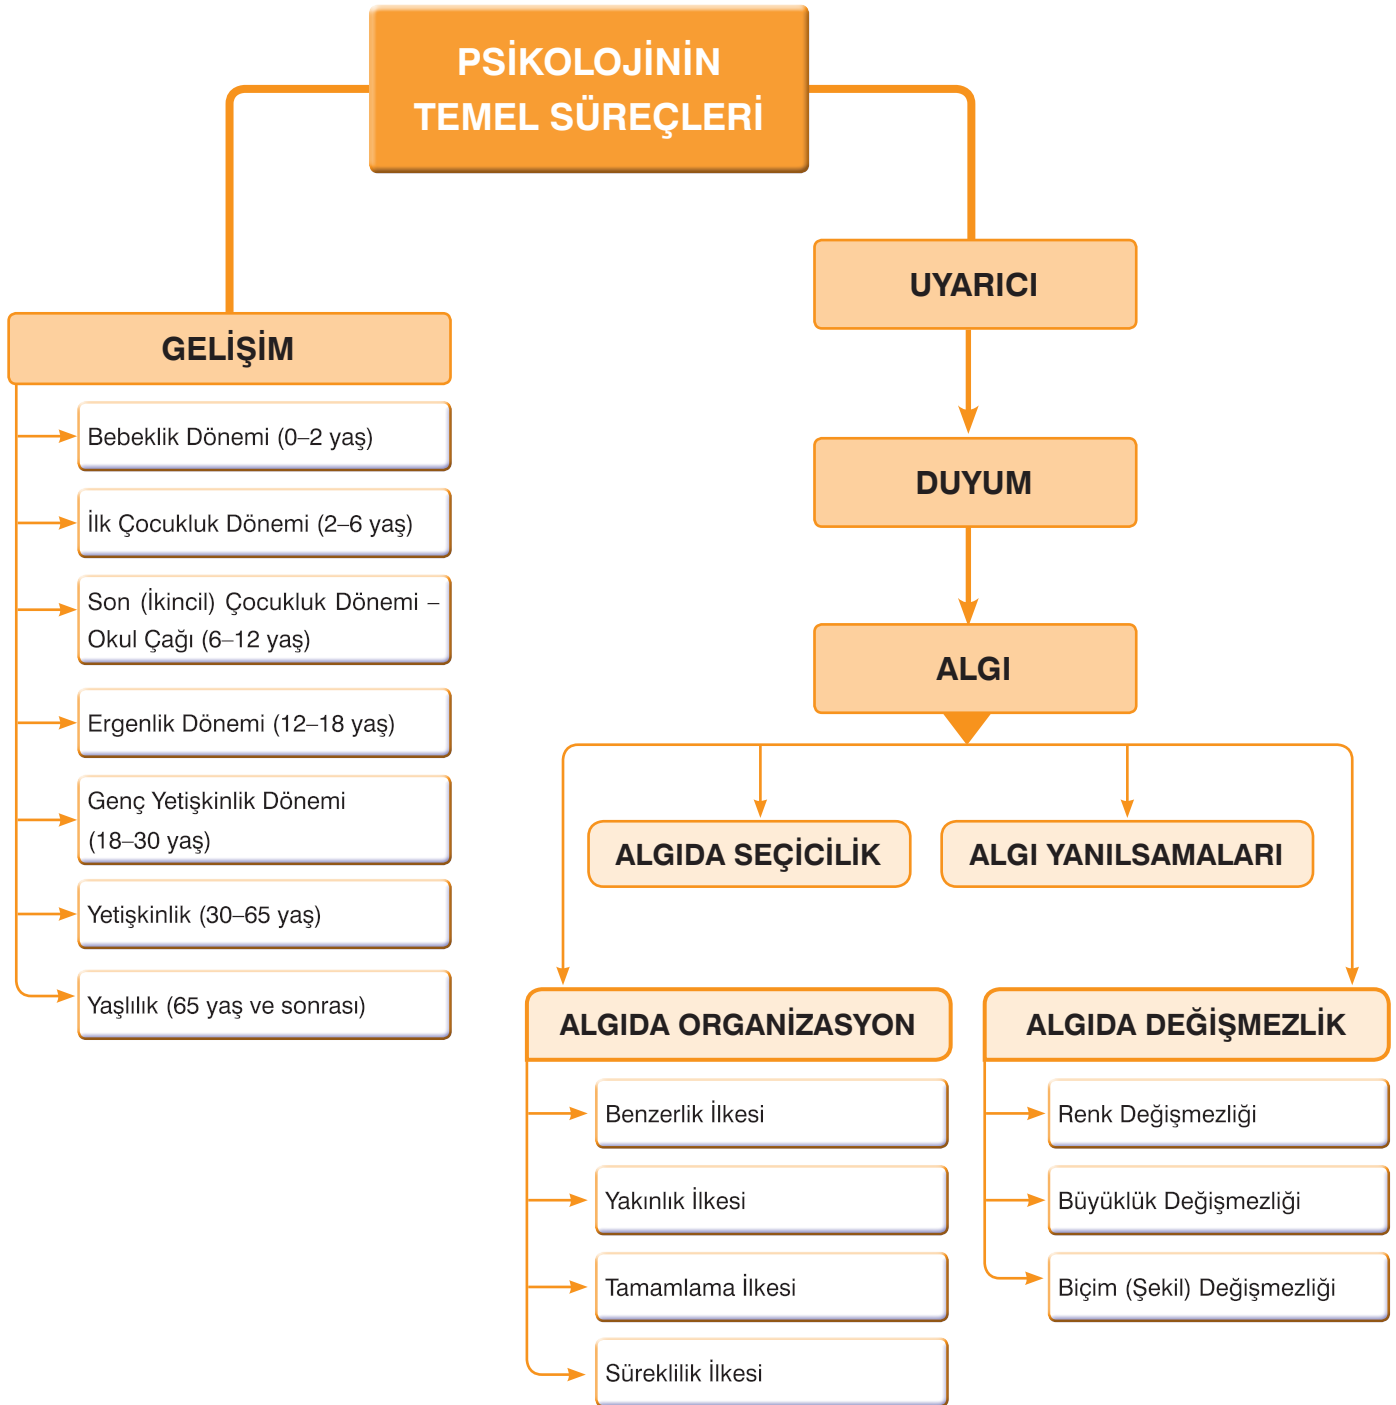 PSİKOLOJİNİN
TEMEL SÜREÇLERİ
GELİŞİM
Bebeklik Dönemi (0–2 yaş)
İlk Çocukluk Dönemi (2–6 yaş)
Son (İkincil) Çocukluk Dönemi –
Okul Çağı (6–12 yaş)
Ergenlik Dönemi (12–18 yaş)
Genç Yetişkinlik Dönemi
(18–30 yaş)
Yetişkinlik (30–65 yaş)
Yaşlılık (65 yaş ve sonrası)
UYARICI
DUYUM
ALGI
ALGIDA SEÇİCİLİK
ALGI YANILSAMALARI
ALGIDA ORGANİZASYON
Benzerlik İlkesi
Yakınlık İlkesi
Tamamlama İlkesi
Süreklilik İlkesi
ALGIDA DEĞİŞMEZLİK
Renk Değişmezliği
Büyüklük Değişmezliği
Biçim (Şekil) Değişmezliği